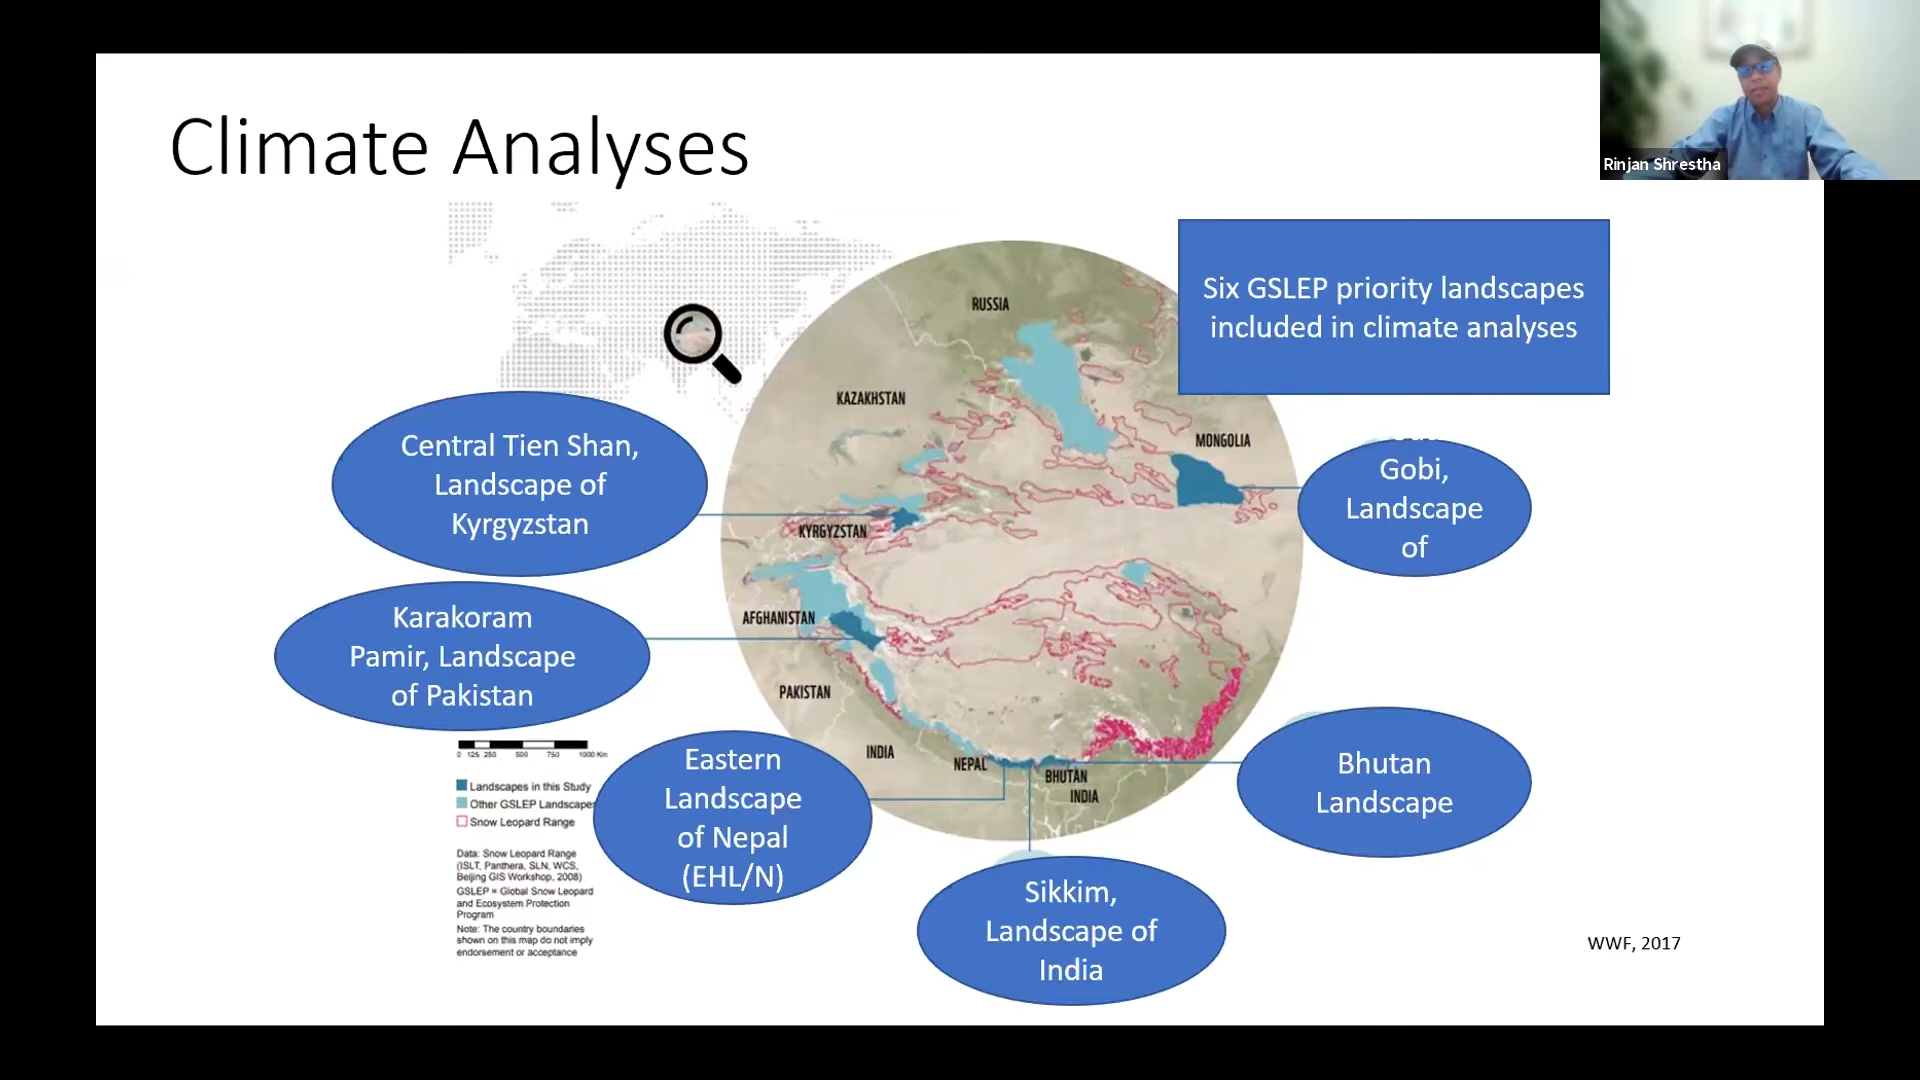 Climate Analyses
Rinjan Shrestha
Six GSLEP priority landscapes
included in climate analyses
RUSSIA
KAZAKHSTAN
MONGOLIA
KYRGYZSTAN
AFGHANISTAN
PAKISTAN
INDIA
NEPAL
BHUTAN
INDIA
Central Tien Shan,
Landscape of
Kyrgyzstan
Gobi,
Landscape
of
Karakoram
Pamir, Landscape
of Pakistan
Eastern
Landscape
of Nepal
(EHL/N)
Bhutan
Landscape
Sikkim,
Landscape of
India
0 125 250 500 750 1000 Km
Landscapes in this Study
Other GSLEP Landscapes
Snow Leopard Range
Data: Snow Leopard Range
(ISLT, Panthera, SLN, WCS,
Beijing GIS Workshop, 2008)
GSLEP = Global Snow Leopard
and Ecosystem Protection
Program
Note: The country boundaries
shown on this map do not imply
endorsement or acceptance
WWF, 2017